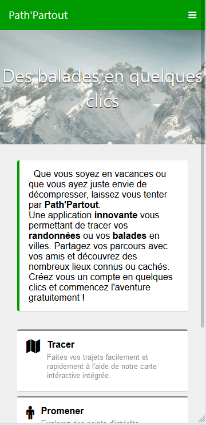 Path'Partout
Des balades en quelques
clics
Que vous soyez en vacances ou
que vous ayez juste envie de
décompresser, laissez vous tenter
par Path'Partout.
Une application innovante vous
permettant de tracer vos
randonnées ou vos balades en
villes. Partagez vos parcours avec
vos amis et découvrez des
nombreux lieux connus ou cachés.
Créez vous un compte en quelques
clics et commencez l'aventure
gratuitement !
Tracer
Faites vos trajets facilement et
rapidement à l'aide de notre carte
intéractive intégrée.
Promener